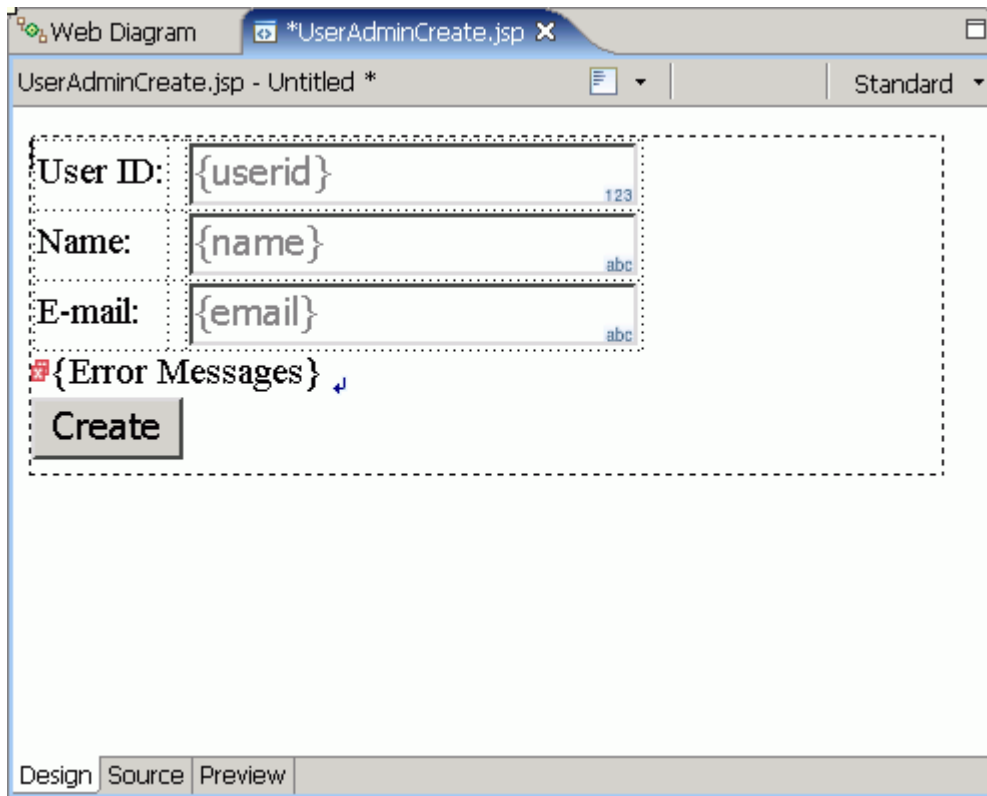 Web Diagram *UserAdminCreate.jsp
UserAdminCreate.jsp - Untitled * Standard
User ID: {userid} 123
Name: {name} abc
E-mail: {email} abc
{Error Messages}
Create
Design Source Preview